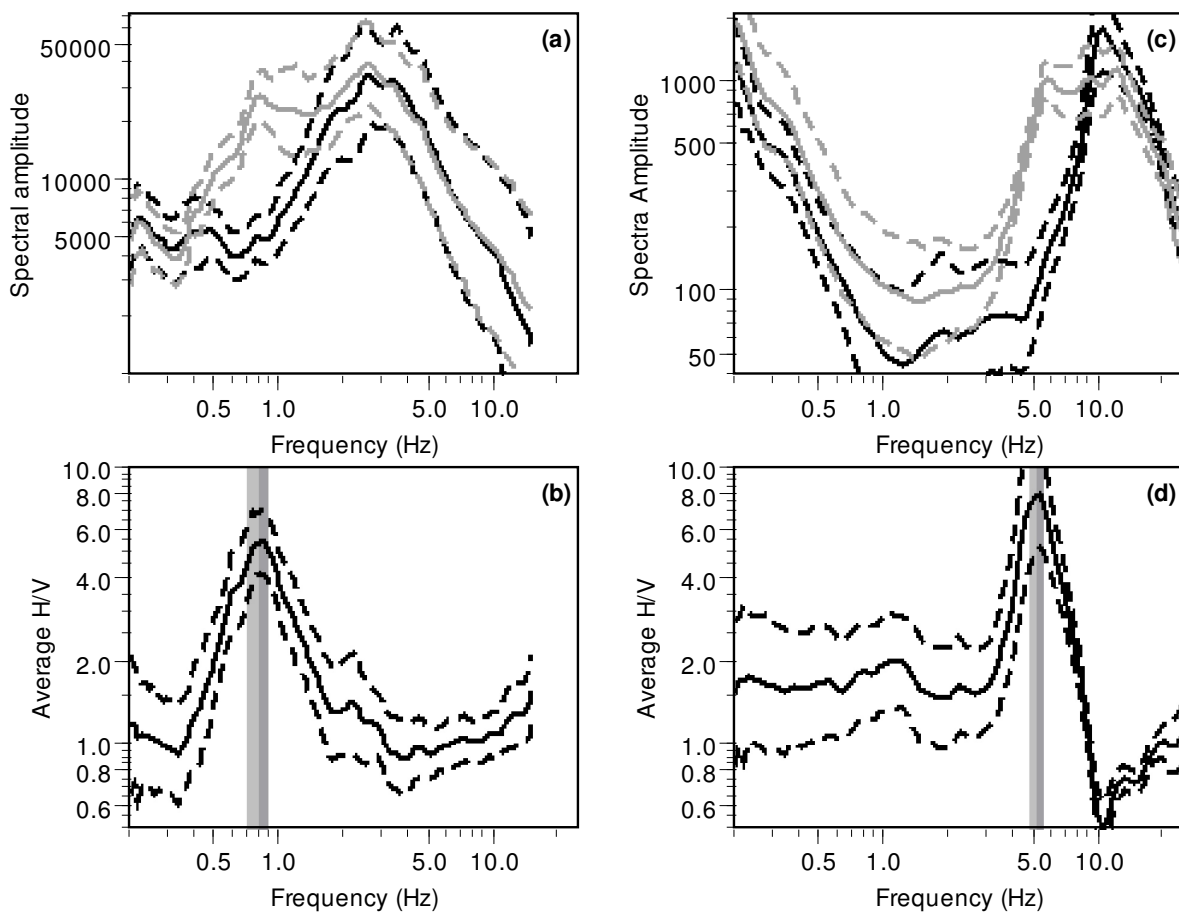 (a)
Spectral amplitude
50000
10000
5000
0.5 1.0 5.0 10.0
Frequency (Hz)
(c)
Spectra Amplitude
1000
500
100
50
0.5 1.0 5.0 10.0
Frequency (Hz)
(b)
Average H/V
10.0
8.0
6.0
4.0
2.0
1.0
0.8
0.6
0.5 1.0 5.0 10.0
Frequency (Hz)
(d)
Average H/V
10.0
8.0
6.0
4.0
2.0
1.0
0.8
0.6
0.5 1.0 5.0 10.0
Frequency (Hz)